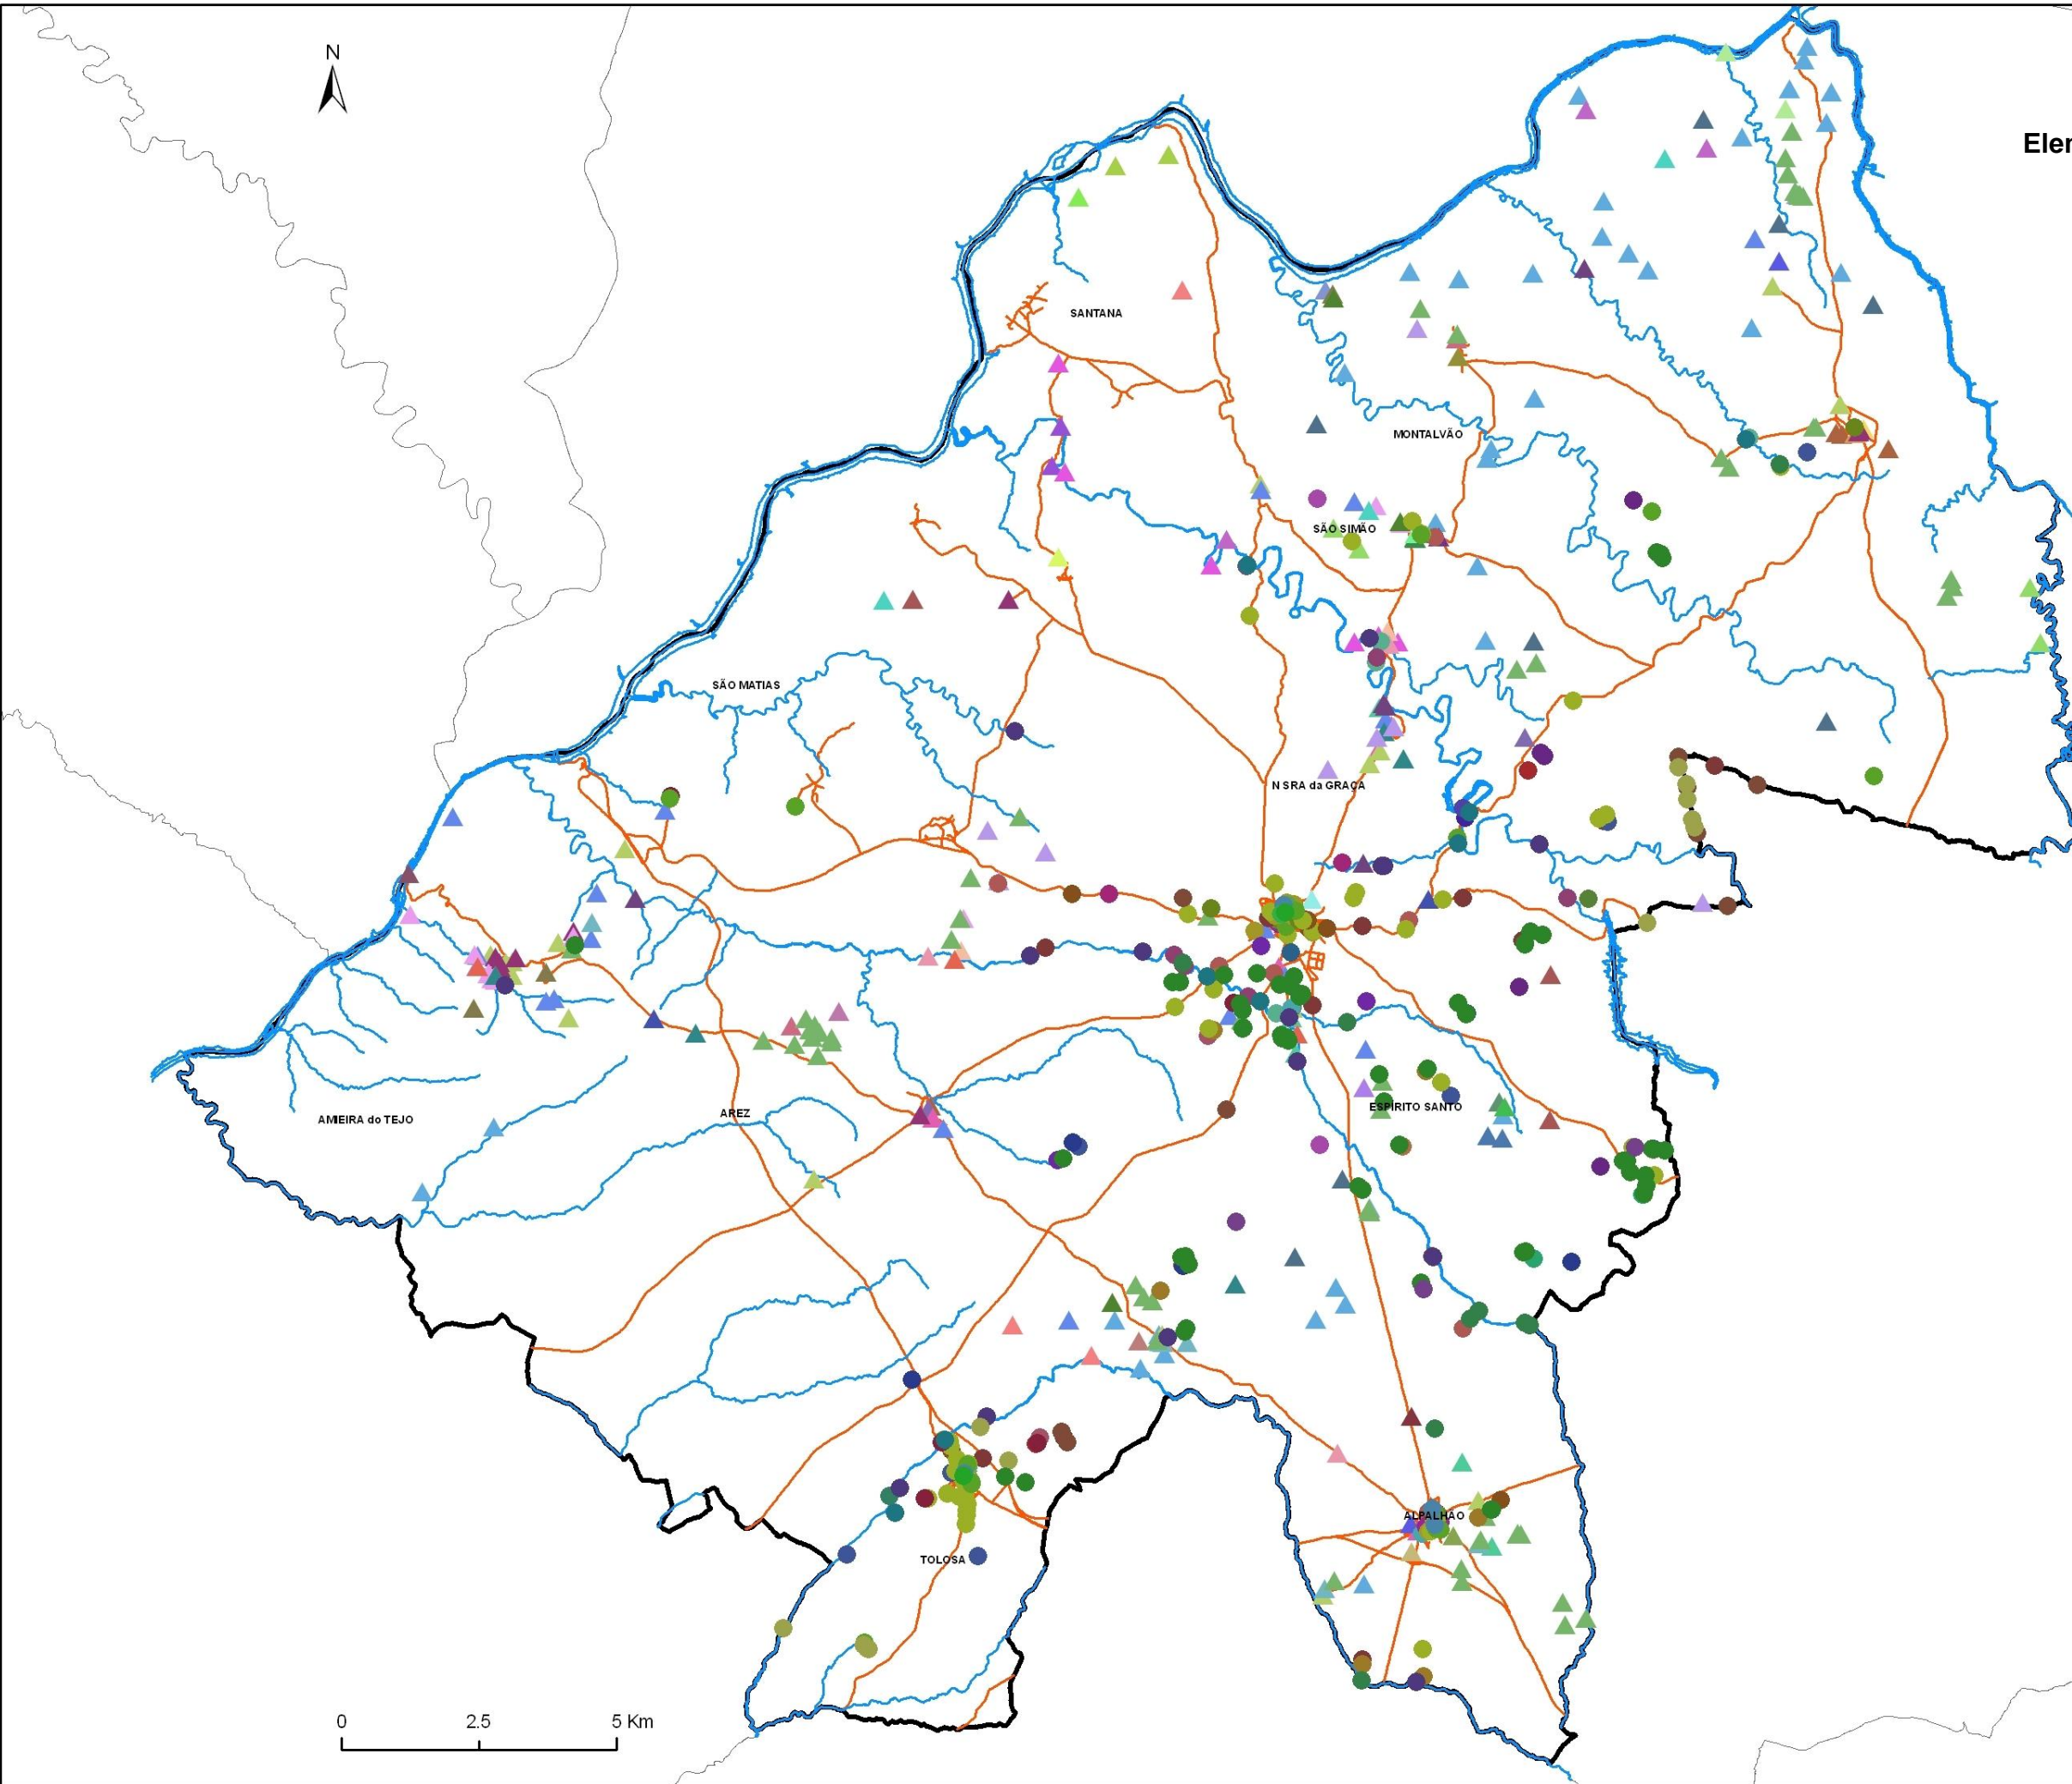 N
Eler
SANTANA
MONTALVÃO
SÃO SIMÃO
SÃO MATIAS
N SRA da GRAÇA
AMIEIRA do TEJO
AREZ
ESPÍRITO SANTO
ALPALHÃO
TOLOSA
0 2.5 5 Km